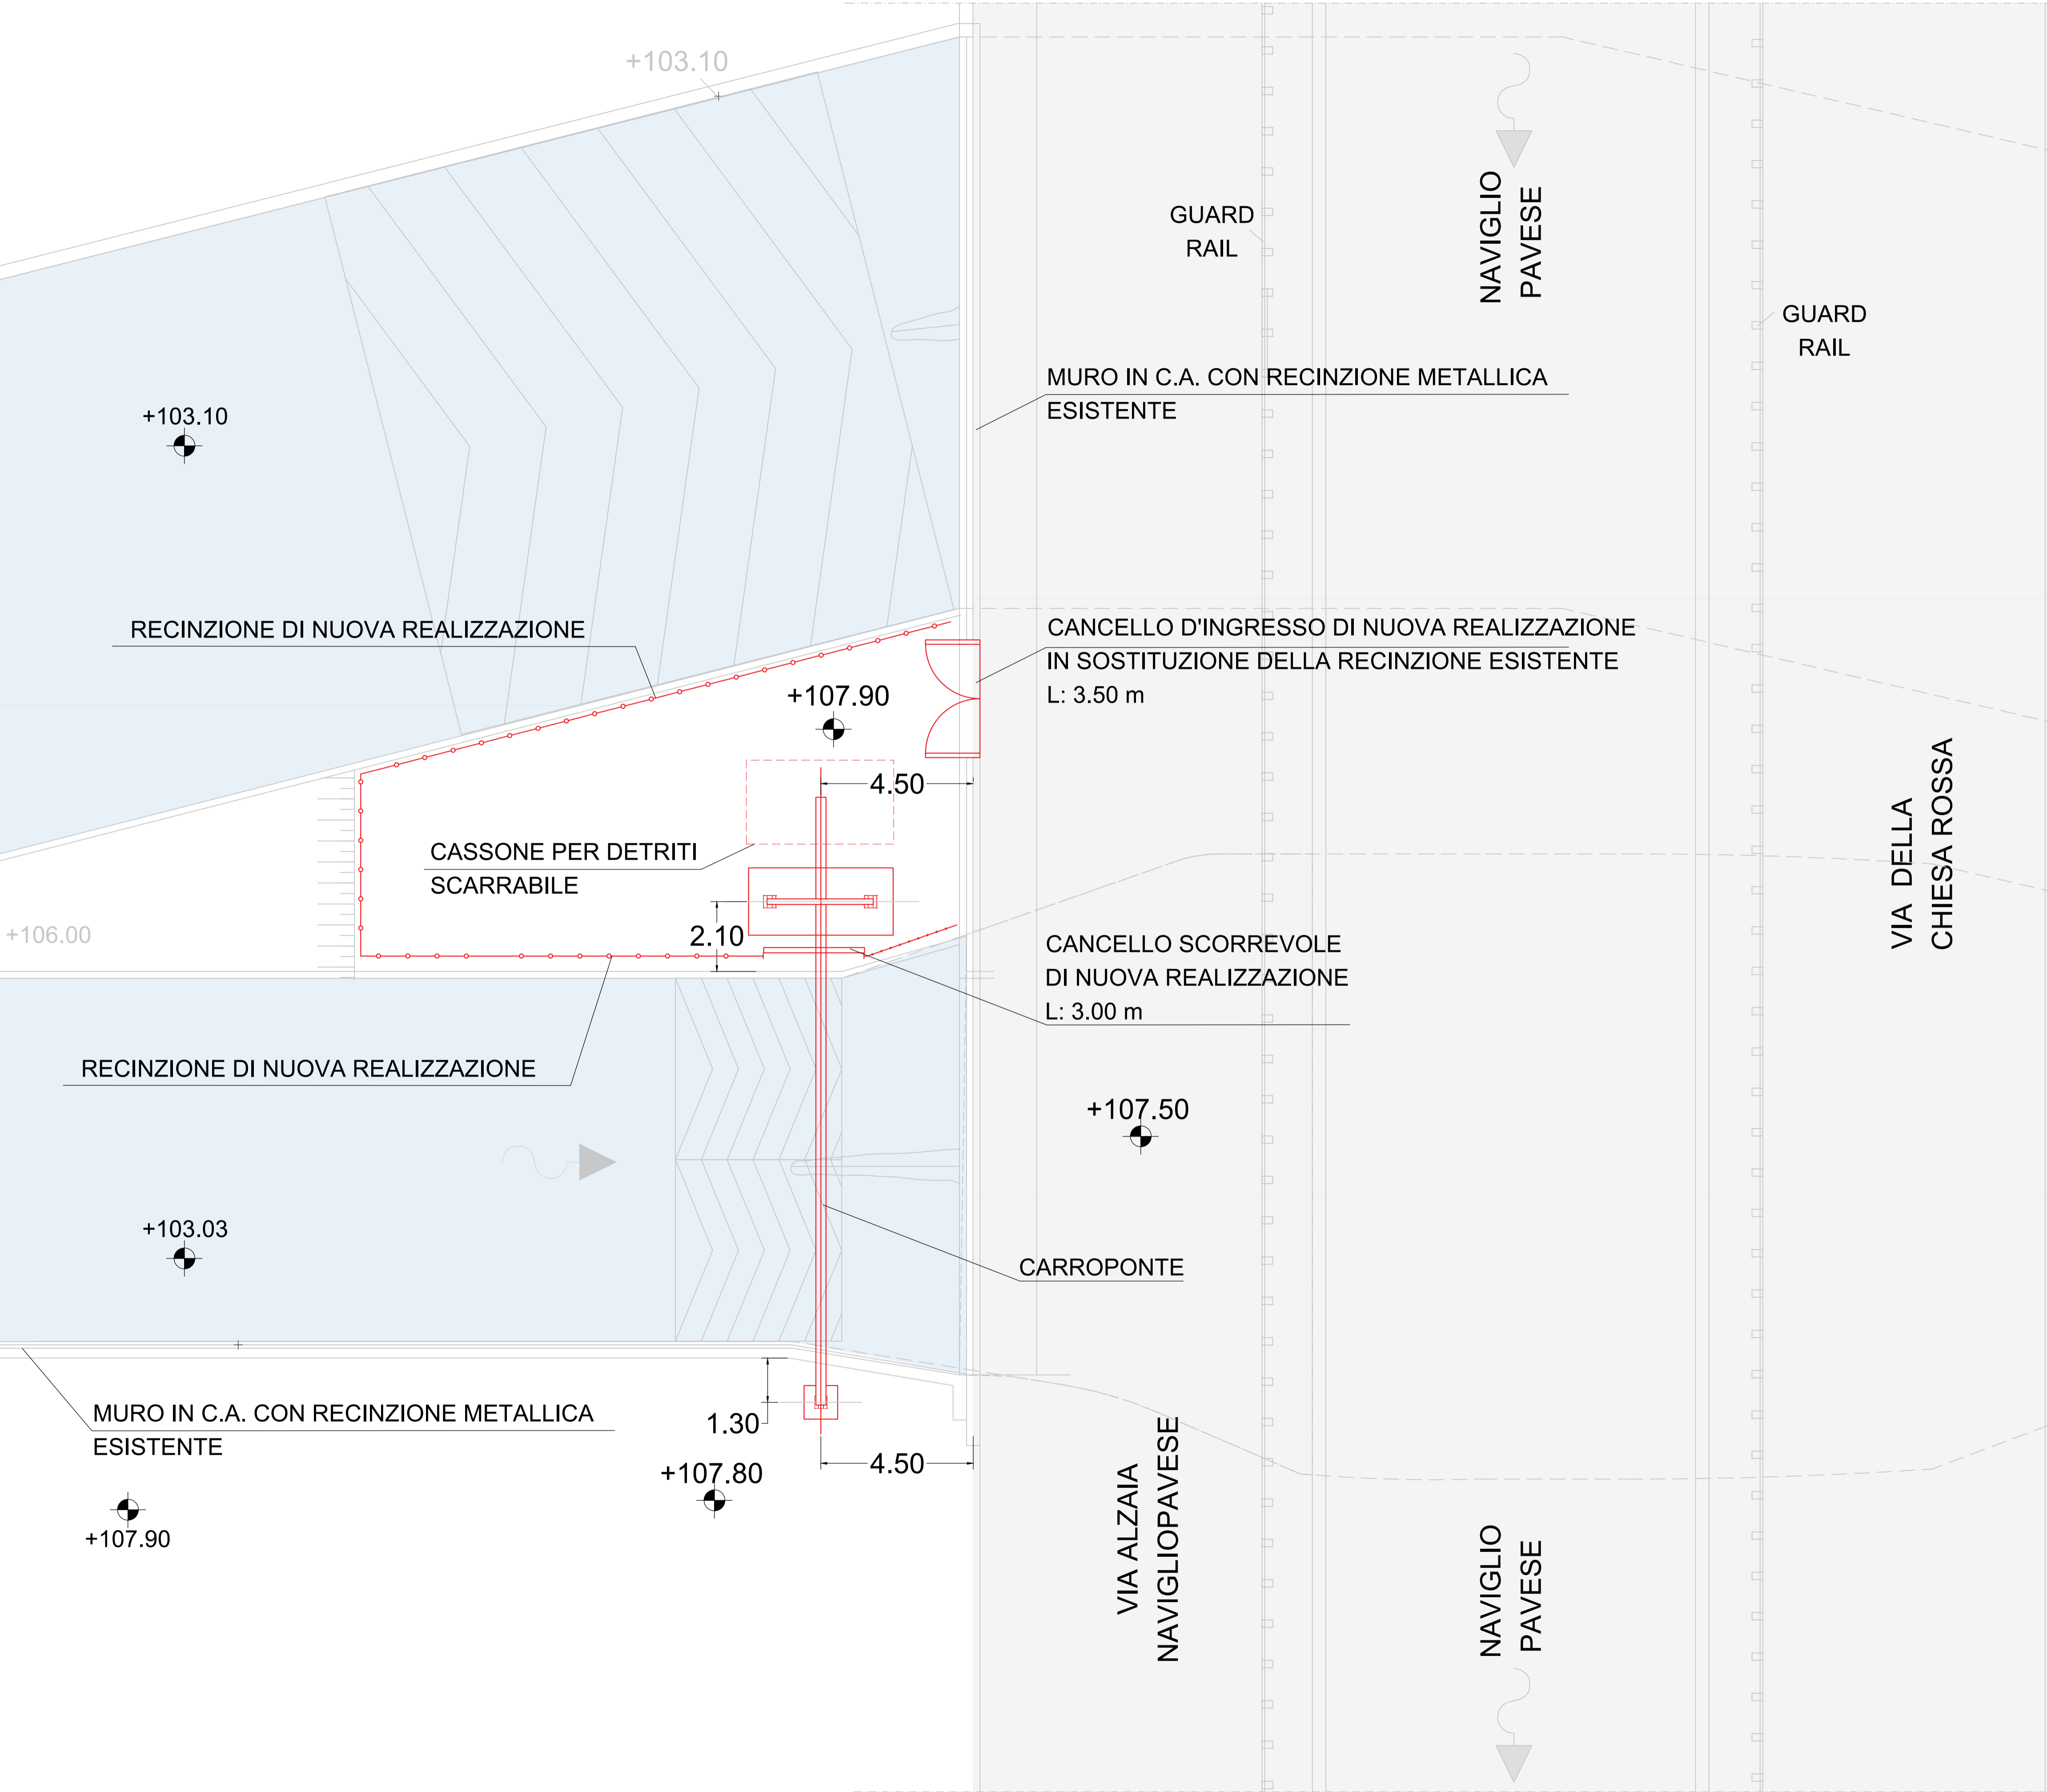 +103.10
NAVIGLIO
PAVESE
GUARD
RAIL
GUARD
RAIL
MURO IN C.A. CON RECINZIONE METALLICA
ESISTENTE
+103.10
RECINZIONE DI NUOVA REALIZZAZIONE
CANCELLO D'INGRESSO DI NUOVA REALIZZAZIONE
IN SOSTITUZIONE DELLA RECINZIONE ESISTENTE
L: 3.50 m
+107.90
4.50
VIA DELLA
CHIESA ROSSA
CASSONE PER DETRITI
SCARRABILE
+106.00
2.10
CANCELLO SCORREVOLE
DI NUOVA REALIZZAZIONE
L: 3.00 m
RECINZIONE DI NUOVA REALIZZAZIONE
+107.50
+103.03
CARROPONTE
MURO IN C.A. CON RECINZIONE METALLICA
ESISTENTE
1.30
4.50
+107.80
+107.90
VIA ALZAIA
NAVIGLIOPAVESE
NAVIGLIO
PAVESE